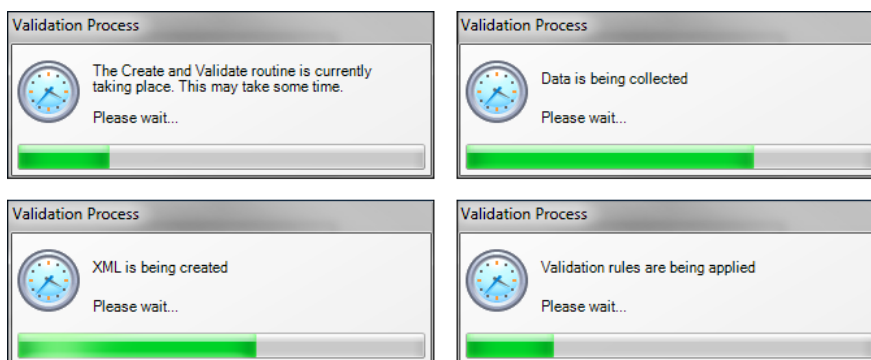 Validation Process
The Create and Validate routine is currently
taking place. This may take some time.
Please wait...
Validation Process
Data is being collected
Please wait...
Validation Process
XML is being created
Please wait...
Validation Process
Validation rules are being applied
Please wait...